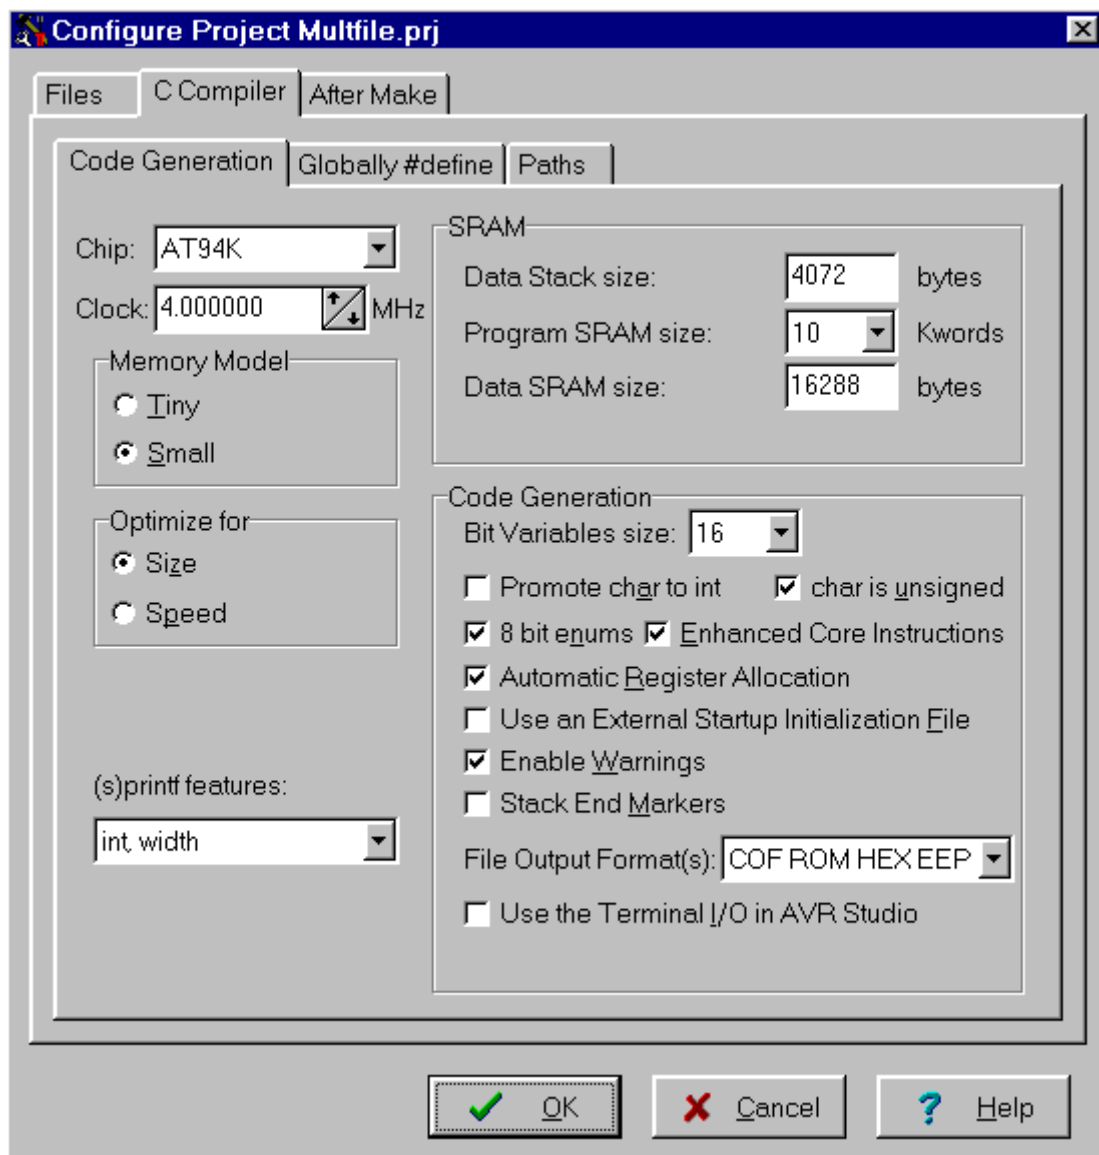 Configure Project Multfile.prj
Files C Compiler After Make
Code Generation Globally #define Paths
Chip: AT94K
Clock: 4.000000 MHz
Memory Model
Tiny
Small
Optimize for
Size
Speed
(s)printf features:
int, width
SRAM
Data Stack size: 4072 bytes
Program SRAM size: 10 Kwords
Data SRAM size: 16288 bytes
Code Generation
Bit Variables size: 16
Promote char to int char is unsigned
8 bit enums Enhanced Core Instructions
Automatic Register Allocation
Use an External Startup Initialization File
Enable Warnings
Stack End Markers
File Output Format(s): COF ROM HEX EEP
Use the Terminal I/O in AVR Studio
OK Cancel ? Help